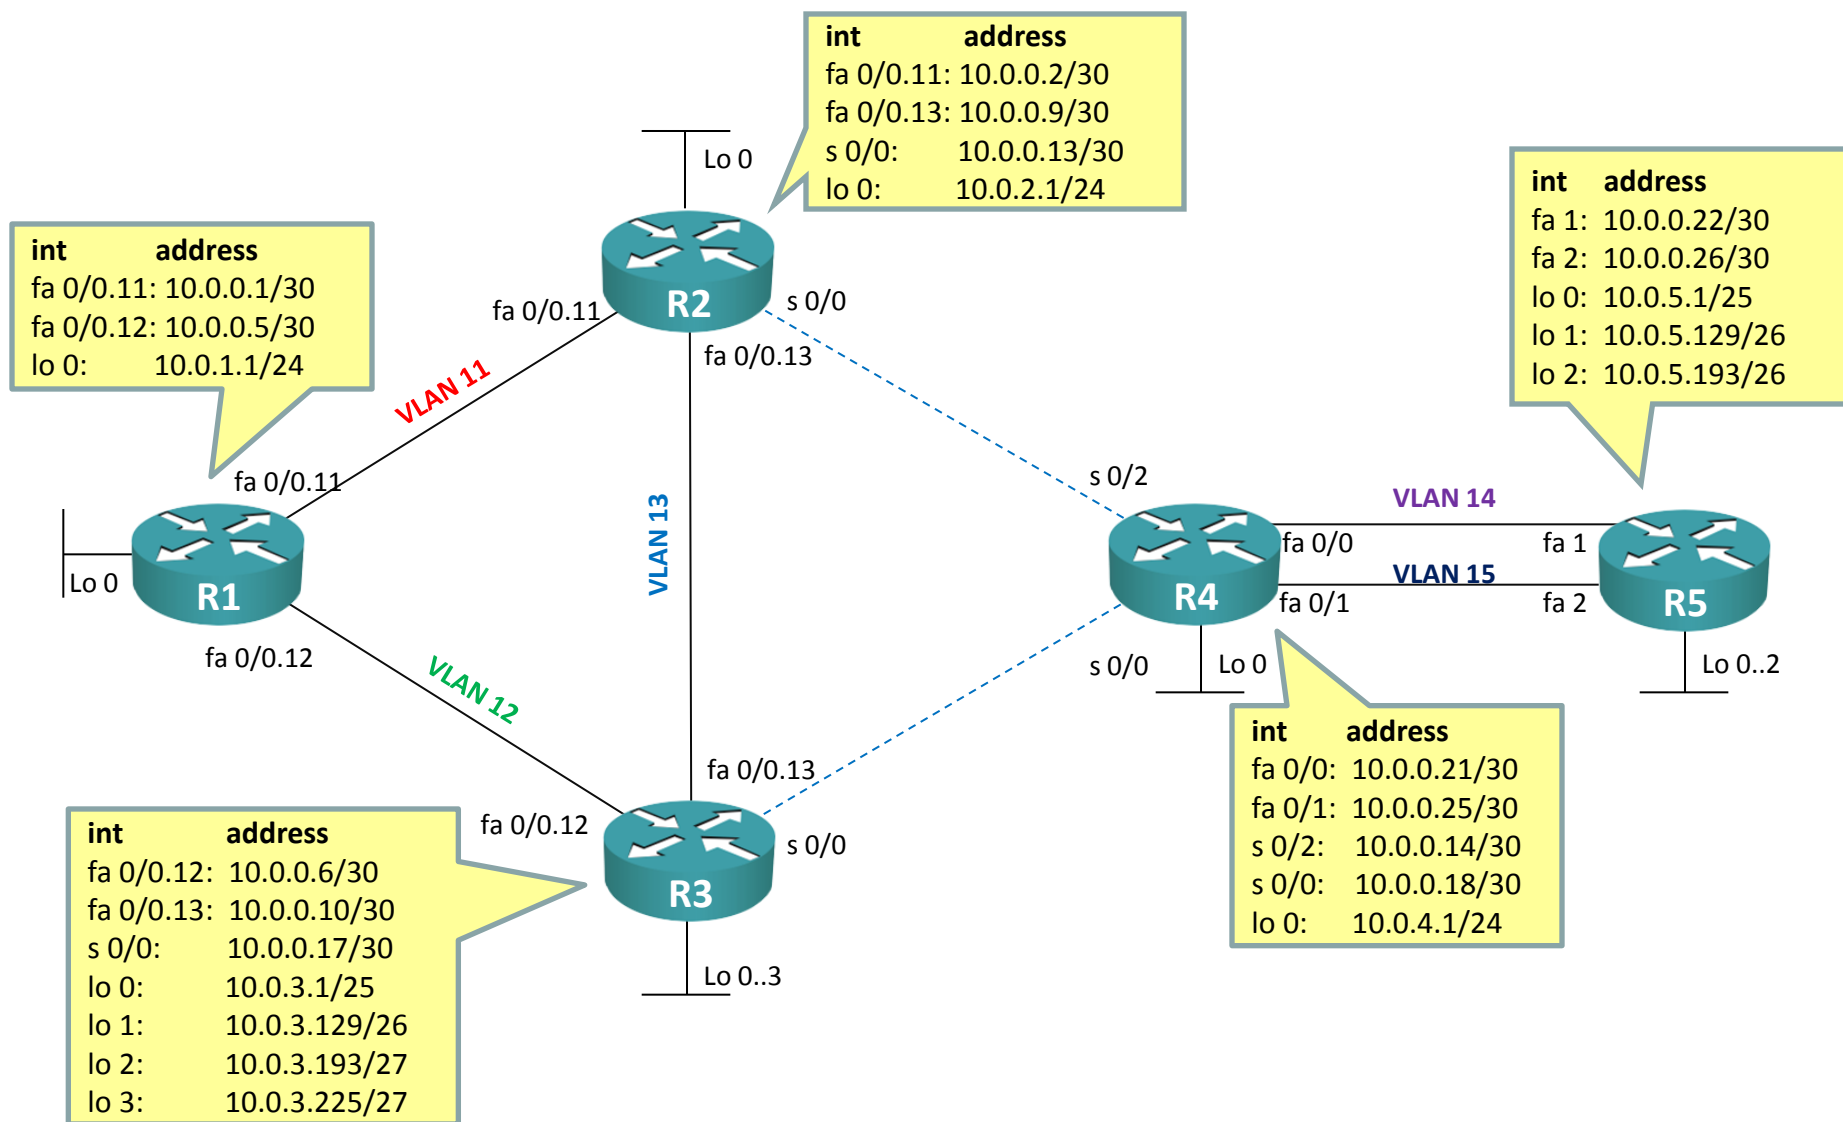 int address
fa 0/0.11: 10.0.0.2/30
fa 0/0.13: 10.0.0.9/30
s 0/0: 10.0.0.13/30
lo 0: 10.0.2.1/24
Lo 0
int address
fa 1: 10.0.0.22/30
fa 2: 10.0.0.26/30
lo 0: 10.0.5.1/25
lo 1: 10.0.5.129/26
lo 2: 10.0.5.193/26
int address
fa 0/0.11: 10.0.0.1/30
fa 0/0.12: 10.0.0.5/30
lo 0: 10.0.1.1/24
R2
fa 0/0.11
s 0/0
fa 0/0.13
VLAN 11
fa 0/0.11
s 0/2
VLAN 13
VLAN 14
fa 0/0
fa 1
Lo 0
R1
VLAN 15
fa 0/1
fa 2
R4
R5
fa 0/0.12
VLAN 12
s 0/0
Lo 0
Lo 0..2
int address
fa 0/0: 10.0.0.21/30
fa 0/1: 10.0.0.25/30
s 0/2: 10.0.0.14/30
s 0/0: 10.0.0.18/30
lo 0: 10.0.4.1/24
fa 0/0.13
fa 0/0.12
s 0/0
R3
int address
fa 0/0.12: 10.0.0.6/30
fa 0/0.13: 10.0.0.10/30
s 0/0: 10.0.0.17/30
lo 0: 10.0.3.1/25
lo 1: 10.0.3.129/26
lo 2: 10.0.3.193/27
lo 3: 10.0.3.225/27
Lo 0..3